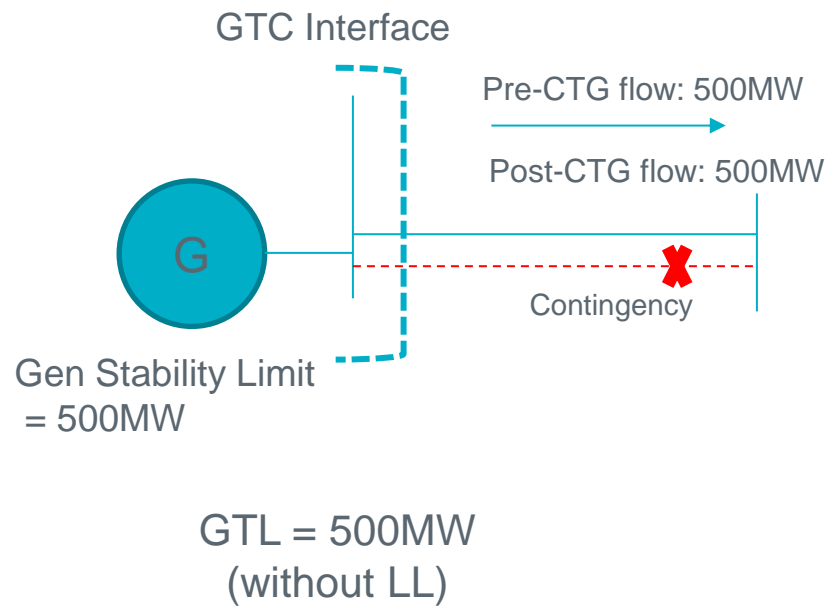 GTC Interface
Pre-CTG flow: 500MW
Post-CTG flow: 500MW
G
Contingency
Gen Stability Limit
= 500MW
GTL = 500MW
(without LL)